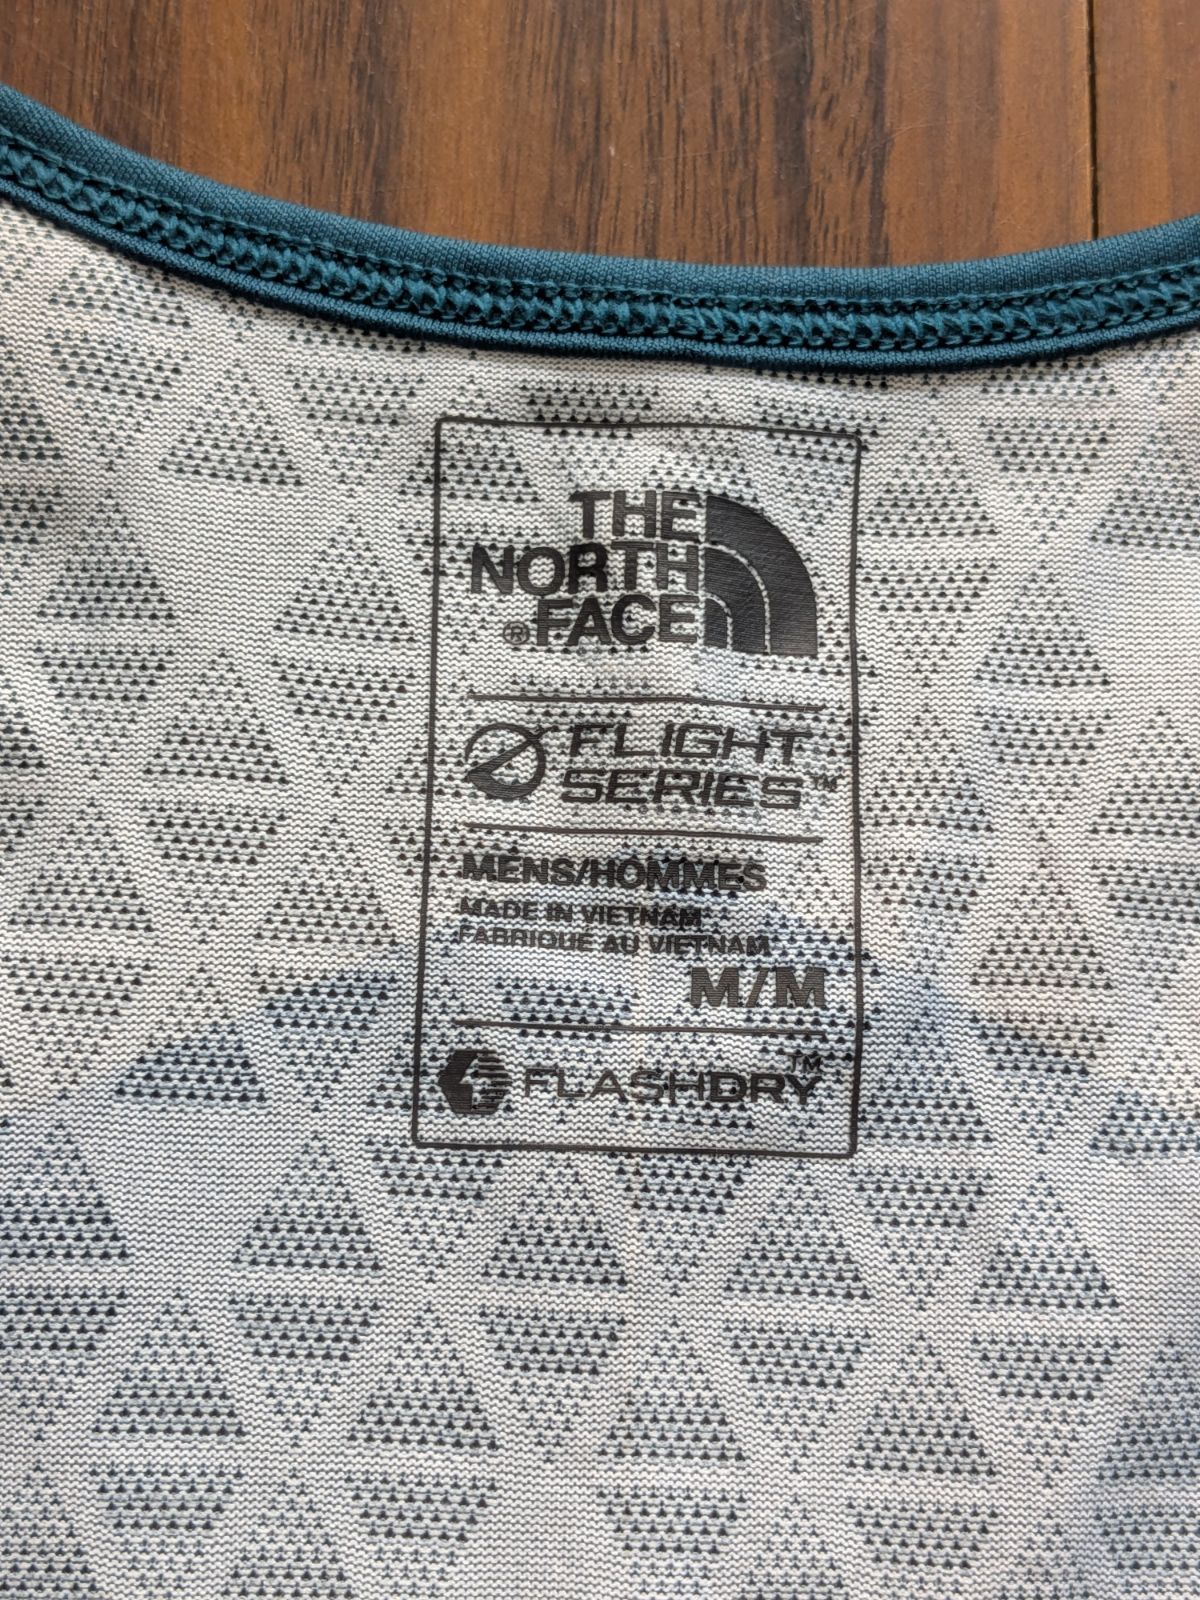 THE
NORTH
®FACE
FLIGHT
SERIES™
MENS/HOMMES
MADE IN VIETNAM
FABRIQUÉ AU VIETNAM
M/M
FLASHDRY™